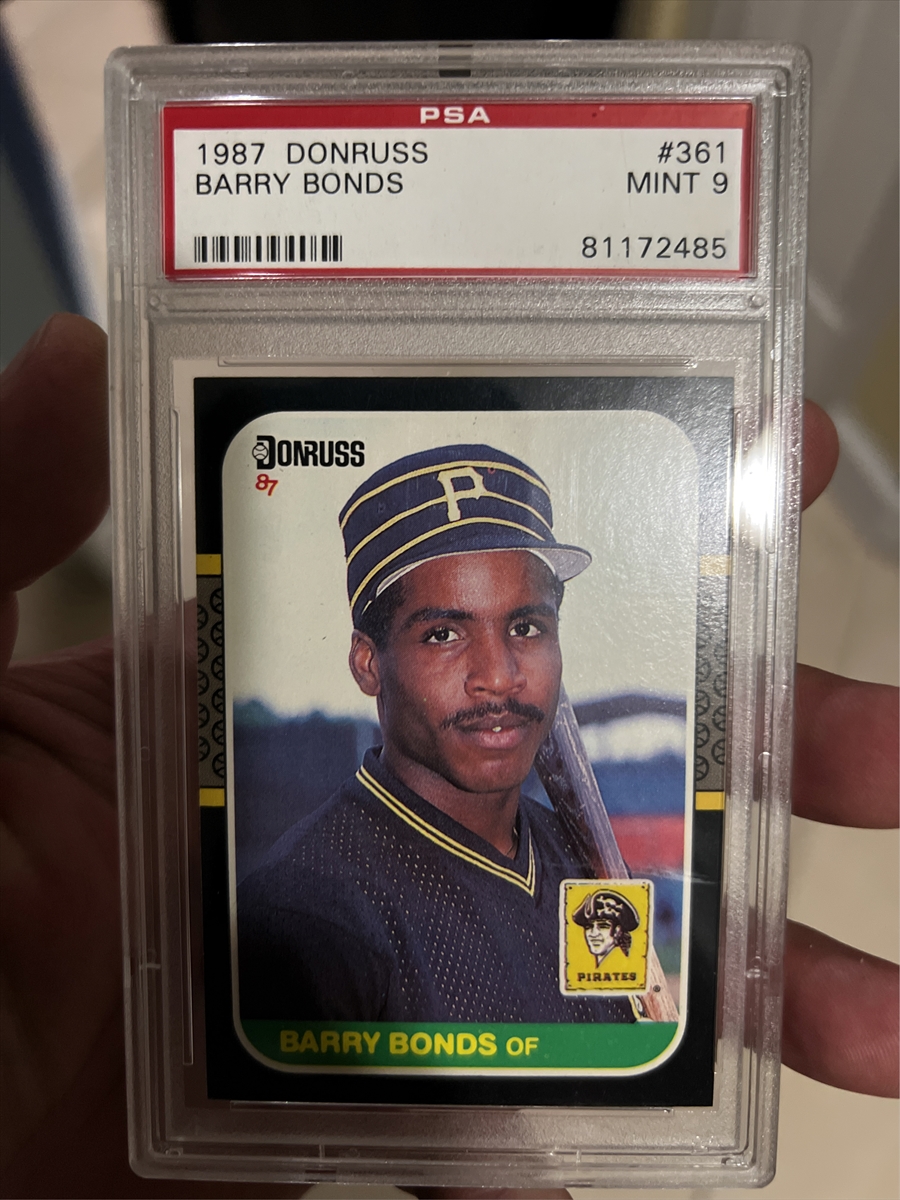 PSA
1987 DONRUSS #361
BARRY BONDS MINT 9
81172485
DONRUSS
87
P
PIRATES
BARRY BONDS OF